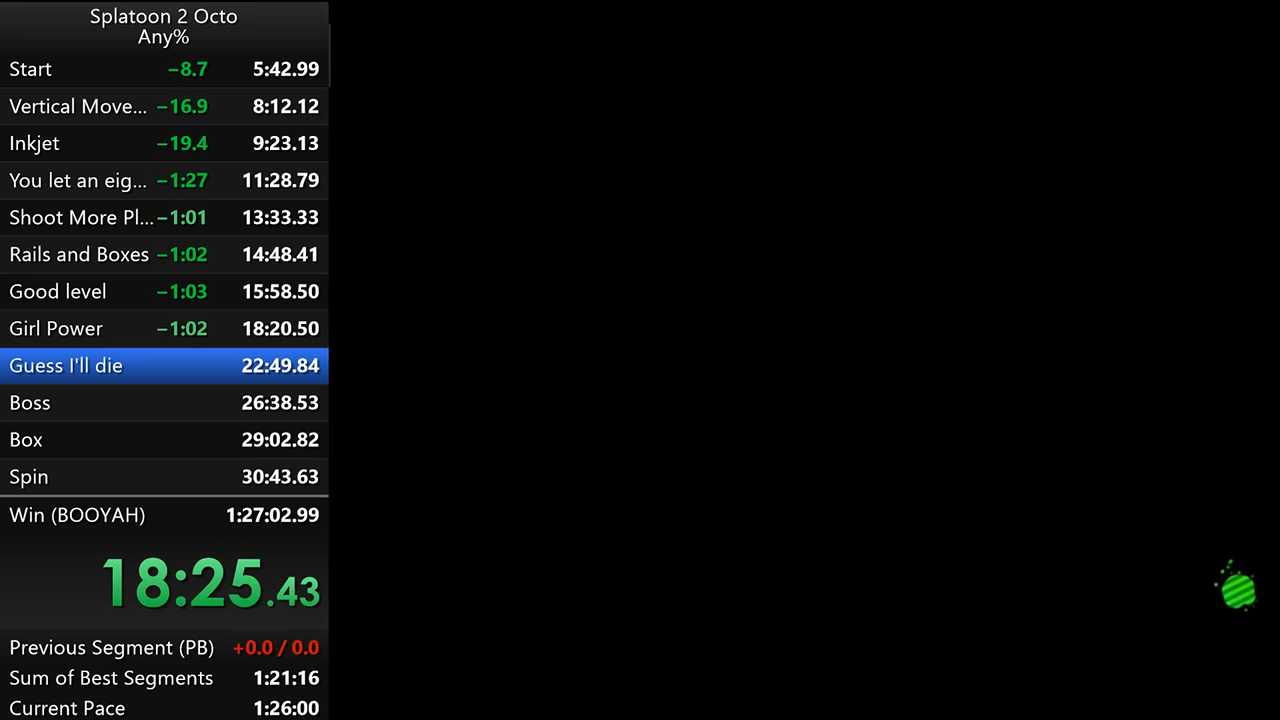 Splatoon 2 Octo
Any%
Start −8.7 5:42.99
Vertical Move... −16.9 8:12.12
Inkjet −19.4 9:23.13
You let an eig... −1:27 11:28.79
Shoot More Pl... −1:01 13:33.33
Rails and Boxes −1:02 14:48.41
Good level −1:03 15:58.50
Girl Power −1:02 18:20.50
Guess I'll die 22:49.84
Boss 26:38.53
Box 29:02.82
Spin 30:43.63
Win (BOOYAH) 1:27:02.99
18:25.43
Previous Segment (PB) +0.0 / 0.0
Sum of Best Segments 1:21:16
Current Pace 1:26:00